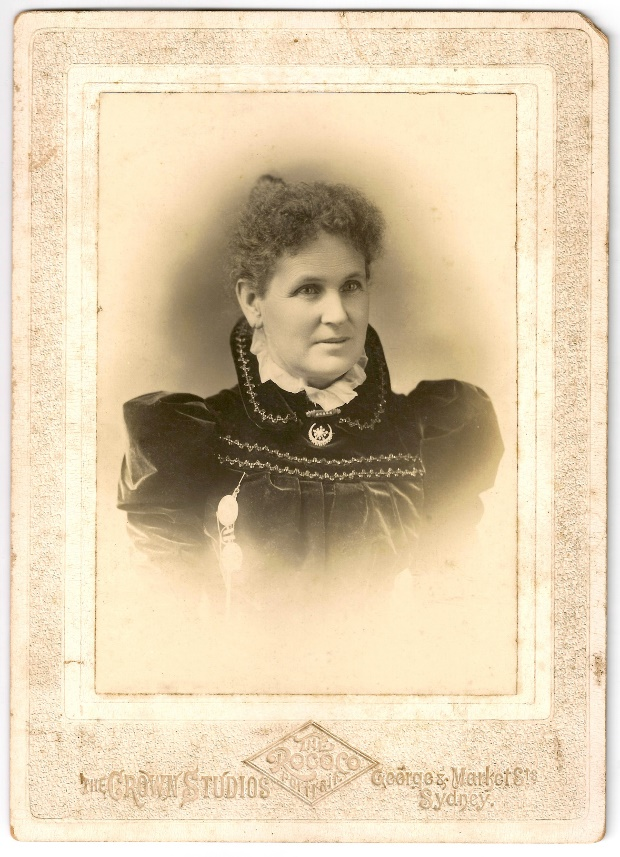 THE CROWN STUDIOS
THE
ROCOCO
PORTRAIT
George & Market Sts
Sydney.